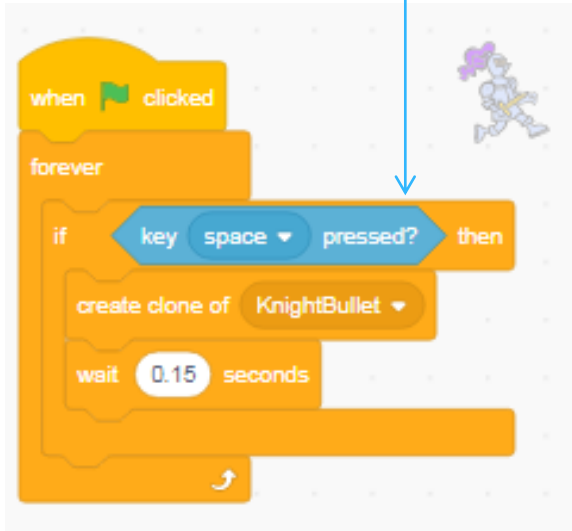 when clicked
forever
if key space pressed? then
create clone of KnightBullet
wait 0.15 seconds